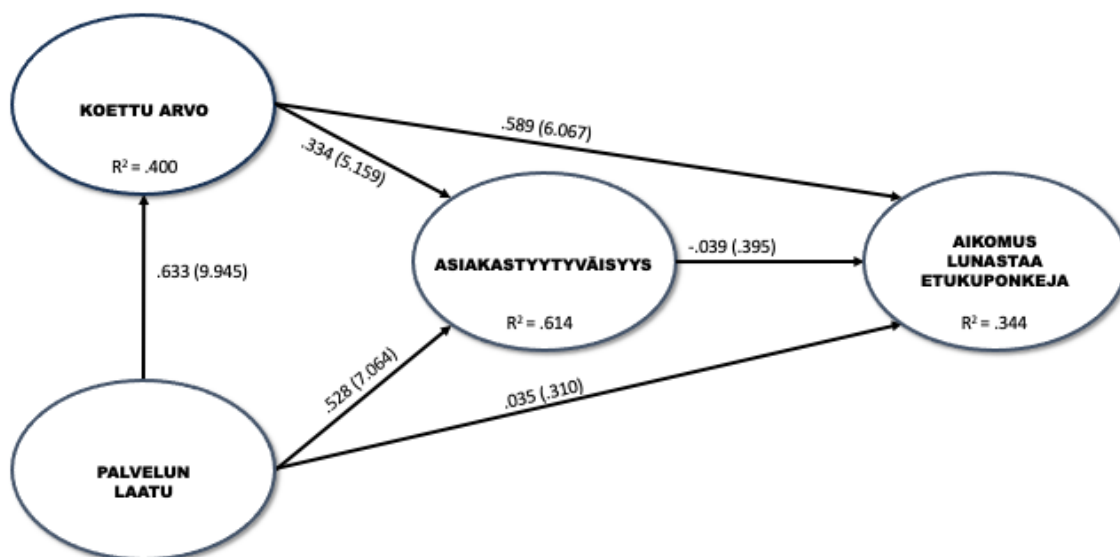 KOETTU ARVO
R² = .400
.589 (6.067)
.334 (5.159)
.633 (9.945)
ASIAKASTYYTYVÄISYYS
R² = .614
-.039 (.395)
AIKOMUS
LUNASTAA
ETUKUPONKEJA
R² = .344
.528 (7.064)
.035 (.310)
PALVELUN
LAATU